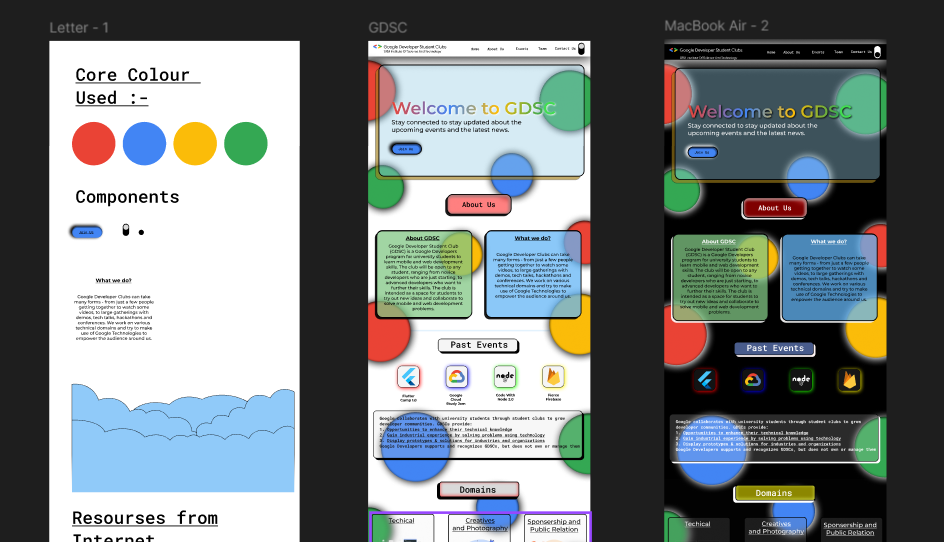 Letter - 1
Core Colour
Used :-
Components
Join Us
What we do?
Google Developer Clubs can take
many forms - from just a few people
getting together to watch some
videos, to large gatherings with
demos, tech talks, hackathons and
conferences. We work on various
technical domains and try to make
use of Google Technologies to
empower the audience around us.
Resourses from
Internet
GDSC
Google Developer Student Clubs
Home
About Us
Events
Team
Contact Us
Welcome to GDSC
Stay connected to stay updated about the
upcoming events and the latest news.
Join Us
About Us
About GDSC
Google Developer Student Club
(GDSC) is a Google Developers
program for university students to
learn mobile and web development
skills. The club will be open to any
student, ranging from novice
developers who are just starting, to
advanced developers who want to
further their skills. The club is
intended as a space for students to
try out new ideas and collaborate to
solve mobile and web development
problems.
What we do?
Google Developer Clubs can take
many forms - from just a few people
getting together to watch some
videos, to large gatherings with
demos, tech talks, hackathons and
conferences. We work on various
technical domains and try to make
use of Google Technologies to
empower the audience around us.
Past Events
node
Flutter
Camp 1.0
Google
Cloud
Study Jam
Code With
Node 2.0
Fierce
Firebase
Google collaborates with university students through student clubs to grow
developer communities. GDSCs provide:
1. Opportunities to enhance their technical knowledge
2. Gain industrial experience by solving problems using technology
3. Display prototypes & solutions for industries and organizations
Google Developers supports and recognizes GDSCs, but does not own or manage them
Domains
Techical
Creatives
and Photography
Sponsership and
Public Relation
MacBook Air - 2
Google Developer Student Clubs
Home
About Us
Events
Team
Contact Us
Welcome to GDSC
Stay connected to stay updated about the
upcoming events and the latest news.
Join Us
About Us
About GDSC
Google Developer Student Club
(GDSC) is a Google Developers
program for university students to
learn mobile and web development
skills. The club will be open to any
student, ranging from novice
developers who are just starting, to
advanced developers who want to
further their skills. The club is
intended as a space for students to
try out new ideas and collaborate to
solve mobile and web development
problems.
What we do?
Google Developer Clubs can take
many forms - from just a few people
getting together to watch some
videos, to large gatherings with
demos, tech talks, hackathons and
conferences. We work on various
technical domains and try to make
use of Google Technologies to
empower the audience around us.
Past Events
node
Google collaborates with university students through student clubs to grow
developer communities. GDSCs provide:
1. Opportunities to enhance their technical knowledge
2. Gain industrial experience by solving problems using technology
3. Display prototypes & solutions for industries and organizations
Google Developers supports and recognizes GDSCs, but does not own or manage them
Domains
Techical
Creatives
and Photography
Sponsership and
Public Relation